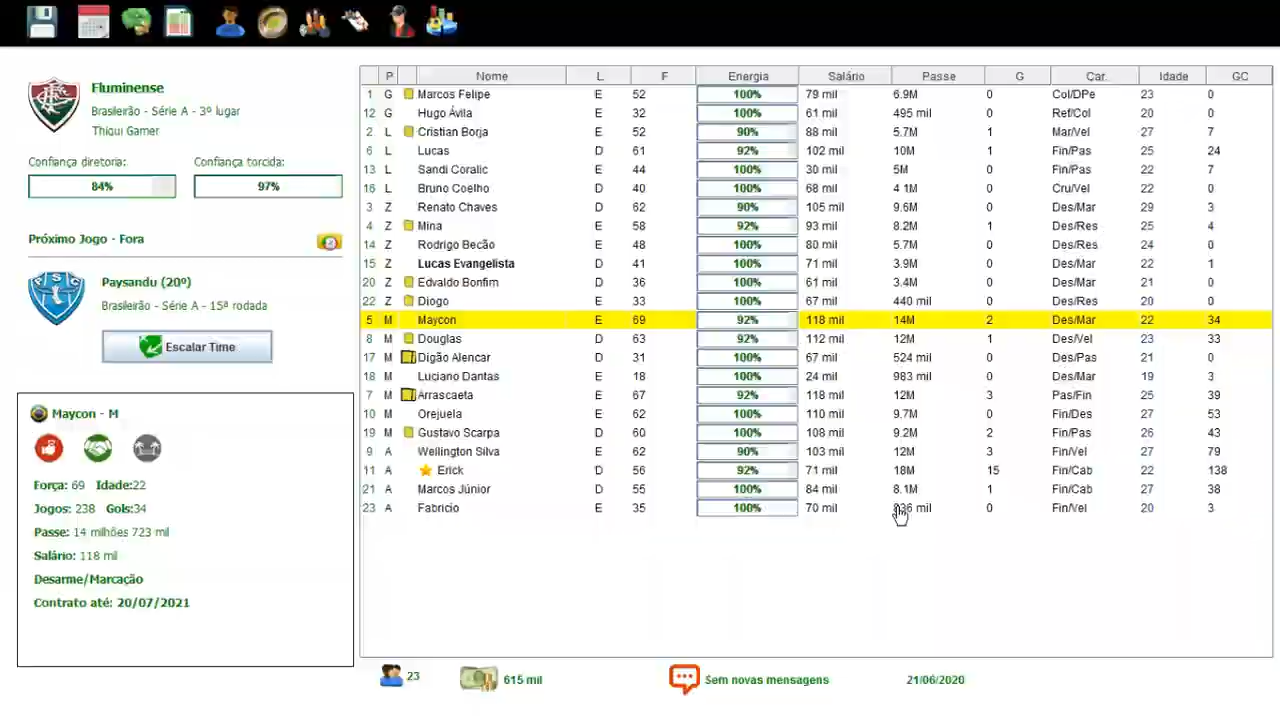 Fluminense
Brasileirão - Série A - 3º lugar
Thiqui Gamer
Confiança diretoria: Confiança torcida:
84% 97%
Próximo Jogo - Fora
PSC
Paysandu (20º)
Brasileirão - Série A - 15ª rodada
Escalar Time
Maycon - M
Força: 69 Idade:22
Jogos: 238 Gols:34
Passe: 14 milhões 723 mil
Salário: 118 mil
Desarme/Marcação
Contrato até: 20/07/2021
P Nome L F Energia Salário Passe G Car. Idade GC
1 G Marcos Felipe E 52 100% 79 mil 6.9M 0 Col/DPe 23 0
12 G Hugo Ávila E 32 100% 61 mil 495 mil 0 Ref/Col 20 0
2 L Cristian Borja E 52 90% 88 mil 5.7M 1 Mar/Vel 27 7
6 L Lucas D 61 92% 102 mil 10M 1 Fin/Pas 25 24
13 L Sandi Coralic E 44 100% 30 mil 5M 0 Fin/Pas 22 7
16 L Bruno Coelho D 40 100% 68 mil 4.1M 0 Cru/Vel 22 0
3 Z Renato Chaves D 62 90% 105 mil 9.6M 0 Des/Mar 29 3
4 Z Mina E 58 92% 93 mil 8.2M 1 Des/Res 25 4
14 Z Rodrigo Becão E 48 100% 80 mil 5.7M 0 Des/Res 24 0
15 Z Lucas Evangelista D 41 100% 71 mil 3.9M 0 Des/Mar 22 1
20 Z Edvaldo Bonfim D 36 100% 61 mil 3.4M 0 Des/Mar 21 0
22 Z Diogo E 33 100% 67 mil 440 mil 0 Des/Res 20 0
5 M Maycon E 69 92% 118 mil 14M 2 Des/Mar 22 34
8 M Douglas D 63 92% 112 mil 12M 1 Des/Vel 23 33
17 M Digão Alencar D 31 100% 67 mil 524 mil 0 Des/Pas 21 0
18 M Luciano Dantas E 18 100% 24 mil 983 mil 0 Des/Mar 19 3
7 M Arrascaeta E 67 92% 118 mil 12M 3 Pas/Fin 25 39
10 M Orejuela E 62 100% 110 mil 9.7M 0 Fin/Des 27 53
19 M Gustavo Scarpa D 60 100% 108 mil 9.2M 2 Fin/Pas 26 43
9 A Wellington Silva E 62 90% 103 mil 12M 3 Fin/Vel 27 79
11 A Erick D 56 92% 71 mil 18M 15 Fin/Cab 22 138
21 A Marcos Júnior D 55 100% 84 mil 8.1M 1 Fin/Cab 27 38
23 A Fabricio E 35 100% 70 mil mil 0 Fin/Vel 20 3
23 615 mil Sem novas mensagens 21/06/2020